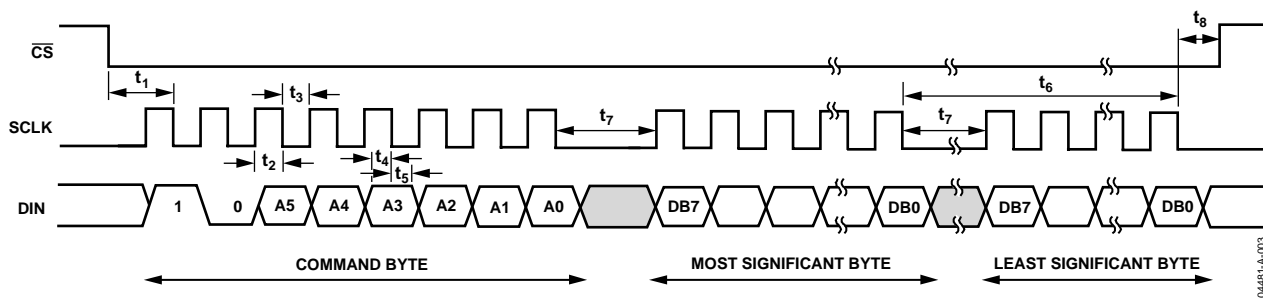 t8
CS
t1
t3
t6
SCLK
t7
t7
t2
t4
t5
DIN
1
0
A5
A4
A3
A2
A1
A0
DB7
DB0
DB7
DB0
COMMAND BYTE
MOST SIGNIFICANT BYTE
LEAST SIGNIFICANT BYTE
04481-A-003